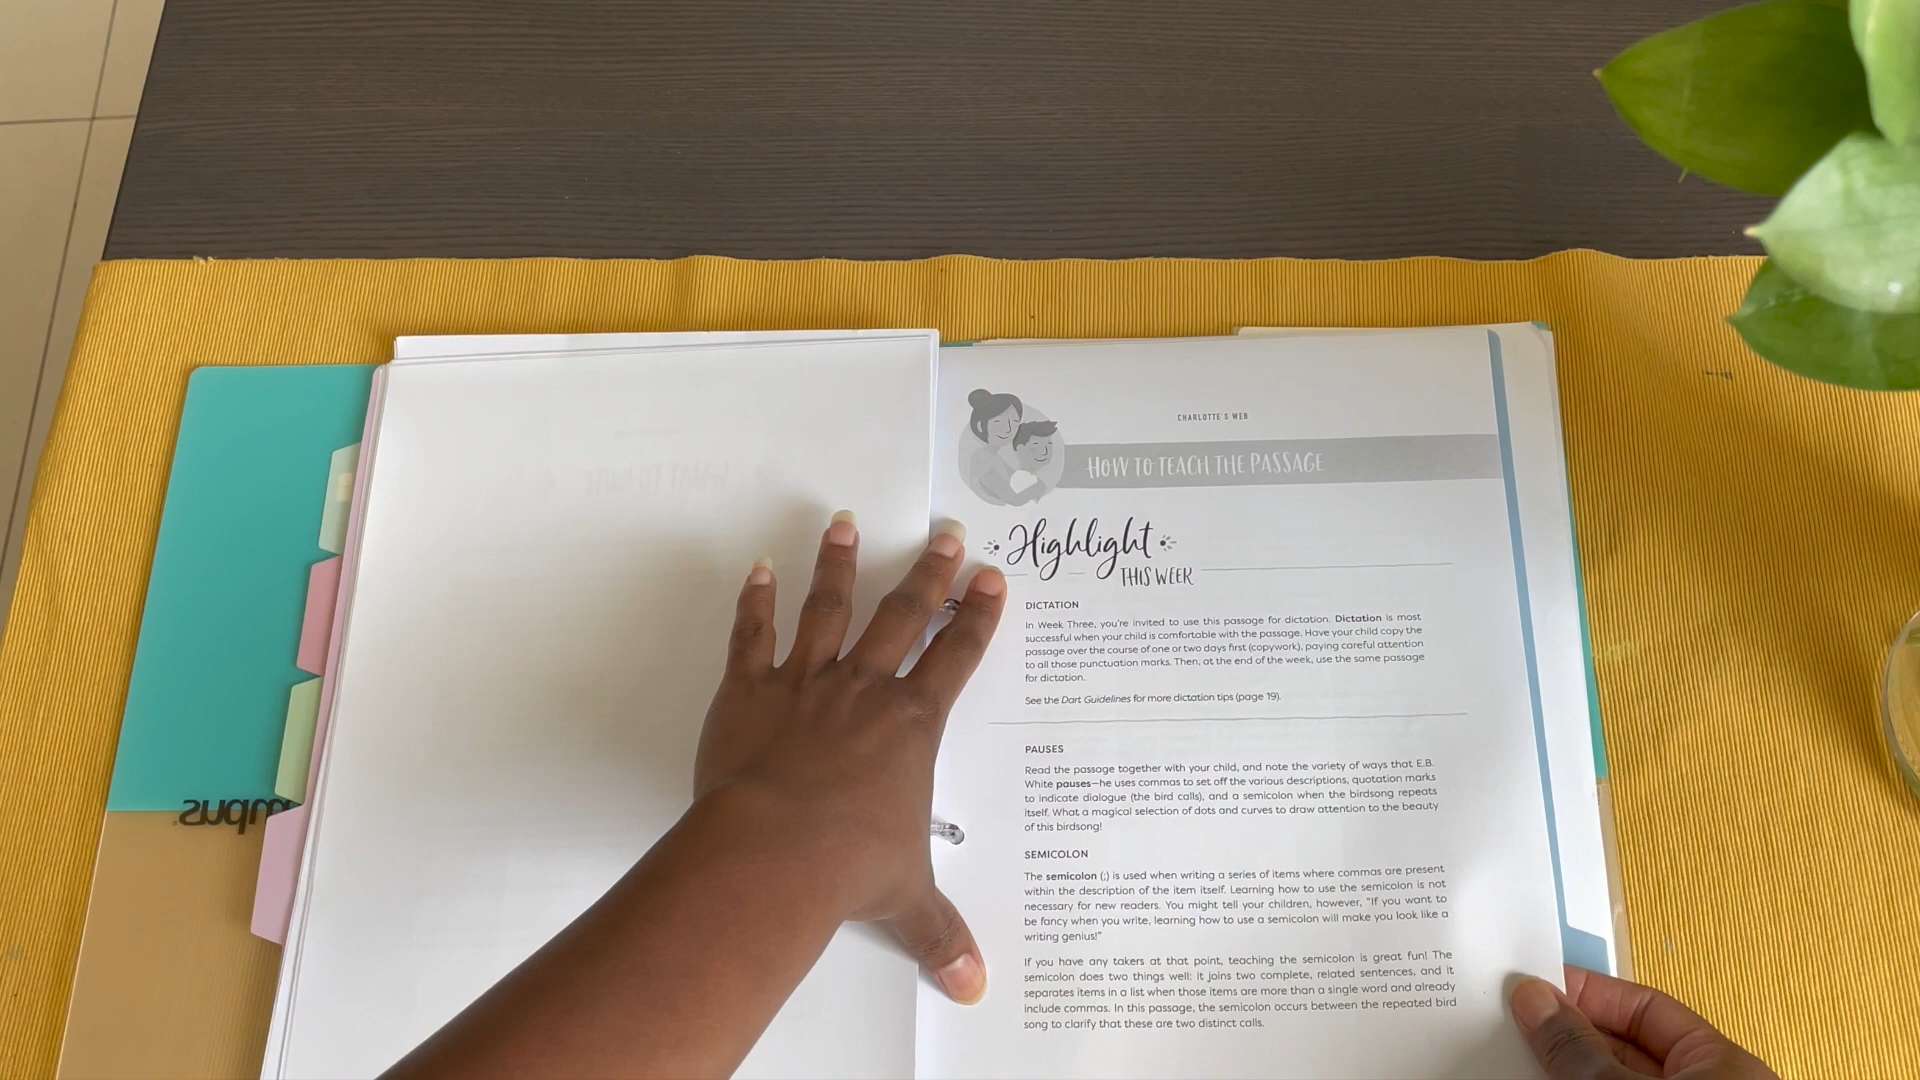 CHARLOTTE'S WEB
HOW TO TEACH THE PASSAGE
Highlight
THIS WEEK
DICTATION
In Week Three, you're invited to use this passage for dictation. Dictation is most
successful when your child is comfortable with the passage. Have your child copy the
passage over the course of one or two days first (copywork), paying careful attention
to all those punctuation marks. Then, at the end of the week, use the same passage
for dictation.
See the Dart Guidelines for more dictation tips (page 19).
PAUSES
Read the passage together with your child, and note the variety of ways that E.B.
White pauses—he uses commas to set off the various descriptions, quotation marks
to indicate dialogue (the bird calls), and a semicolon when the birdsong repeats
itself. What a magical selection of dots and curves to draw attention to the beauty
of this birdsong!
SEMICOLON
The semicolon (;) is used when writing a series of items where commas are present
within the description of the item itself. Learning how to use the semicolon is not
necessary for new readers. You might tell your children, however, "If you want to
be fancy when you write, learning how to use a semicolon will make you look like a
writing genius!"
If you have any takers at that point, teaching the semicolon is great fun! The
semicolon does two things well: it joins two complete, related sentences, and it
separates items in a list when those items are more than a single word and already
include commas. In this passage, the semicolon occurs between the repeated bird
song to clarify that these are two distinct calls.